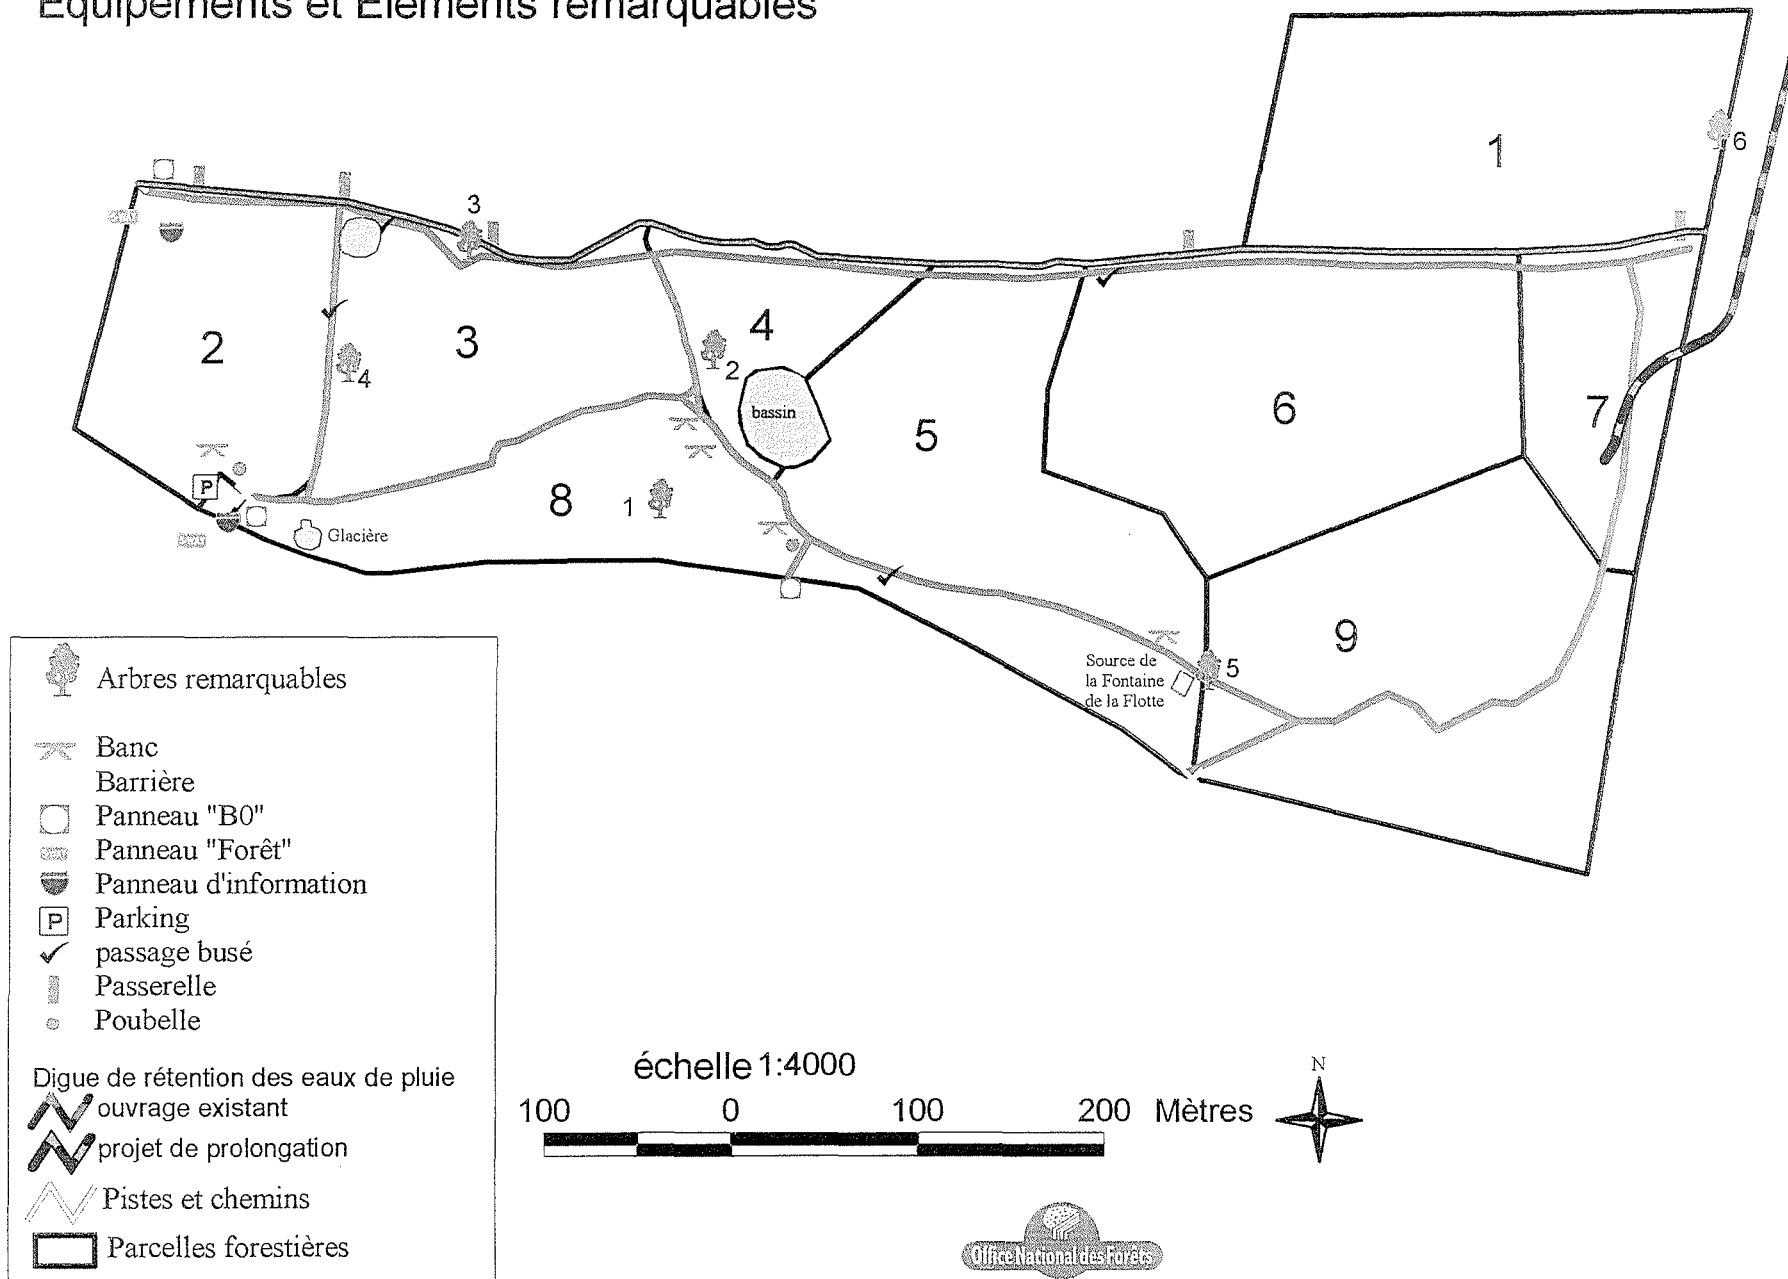 Equipements et Eléments remarquables
1
6
3
2
3
4
4
2
bassin
5
6
7
P
8
1
Glacière
9
Source de
la Fontaine
de la Flotte
5
Arbres remarquables
Banc
Barrière
Panneau "B0"
Panneau "Forêt"
Panneau d'information
P Parking
passage busé
Passerelle
Poubelle
Digue de rétention des eaux de pluie
ouvrage existant
projet de prolongation
Pistes et chemins
Parcelles forestières
échelle 1:4000
100 0 100 200 Mètres
N
Office National des Forêts